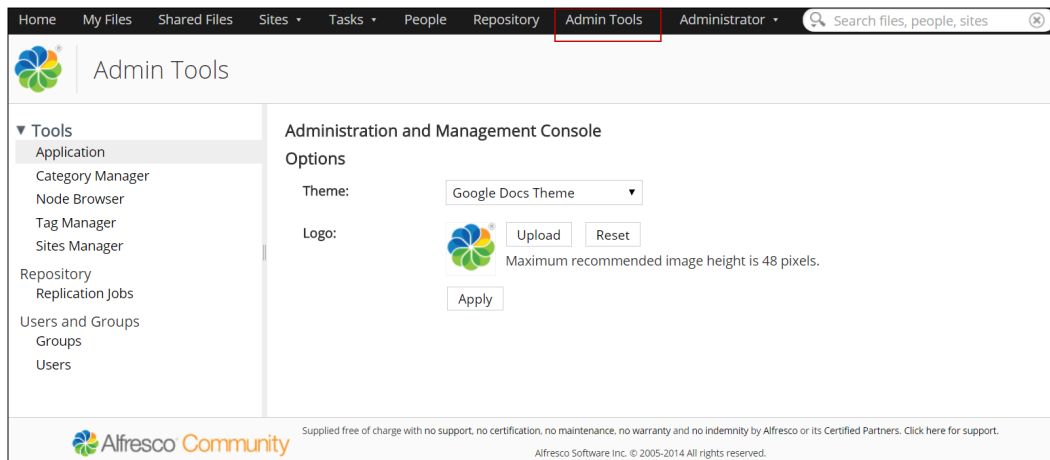 Home My Files Shared Files Sites ▾ Tasks ▾ People Repository Admin Tools Administrator ▾ Search files, people, sites
Admin Tools
▼ Tools
Application
Category Manager
Node Browser
Tag Manager
Sites Manager
Repository
Replication Jobs
Users and Groups
Groups
Users
Administration and Management Console
Options
Theme: Google Docs Theme ▼
Logo: ® Upload Reset
Maximum recommended image height is 48 pixels.
Apply
Alfresco Community
Supplied free of charge with no support, no certification, no maintenance, no warranty and no indemnity by Alfresco or its Certified Partners. Click here for support.
Alfresco Software Inc. © 2005-2014 All rights reserved.